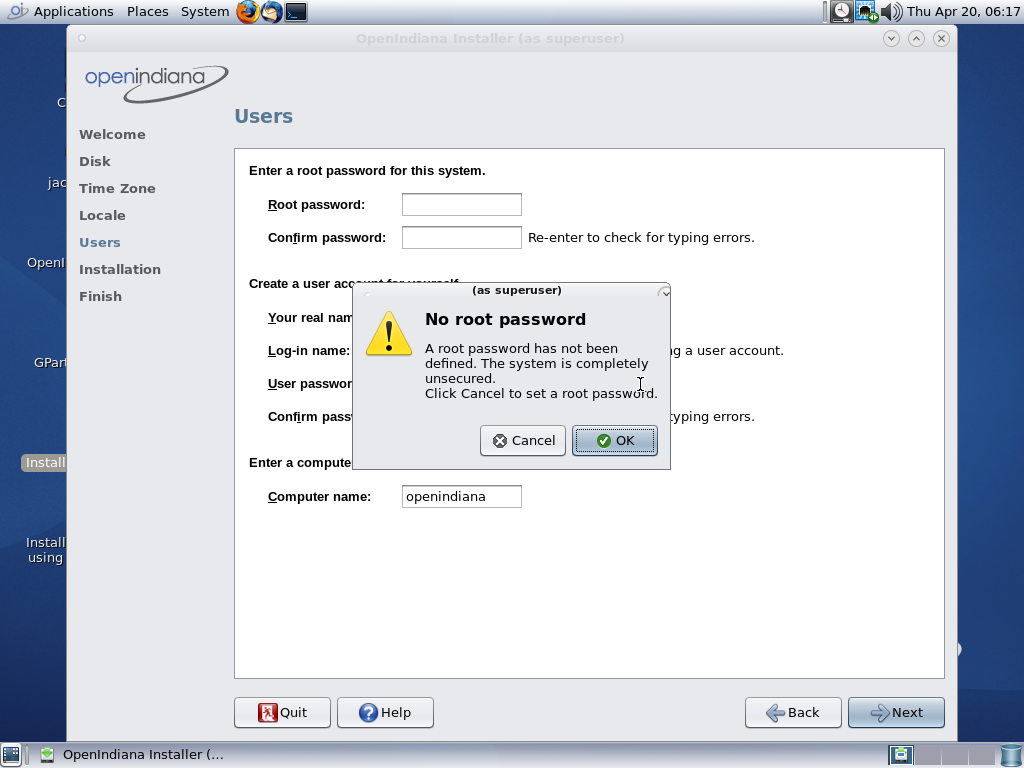 Applications Places System Thu Apr 20, 06:17
OpenIndiana Installer (as superuser)
openindiana
Users
Welcome
Disk
Time Zone
Locale
Users
Installation
Finish
Enter a root password for this system.
Root password:
Confirm password: Re-enter to check for typing errors.
Create a user account for yourself.
Your real nam
Log-in name: g a user account.
User passwor
Confirm pass typing errors.
Enter a compute
Computer name: openindiana
(as superuser)
No root password
A root password has not been
defined. The system is completely
unsecured.
Click Cancel to set a root password.
Cancel OK
Quit Help Back Next
C
jac
OpenI
GPart
Install
Install
using
OpenIndiana Installer (...